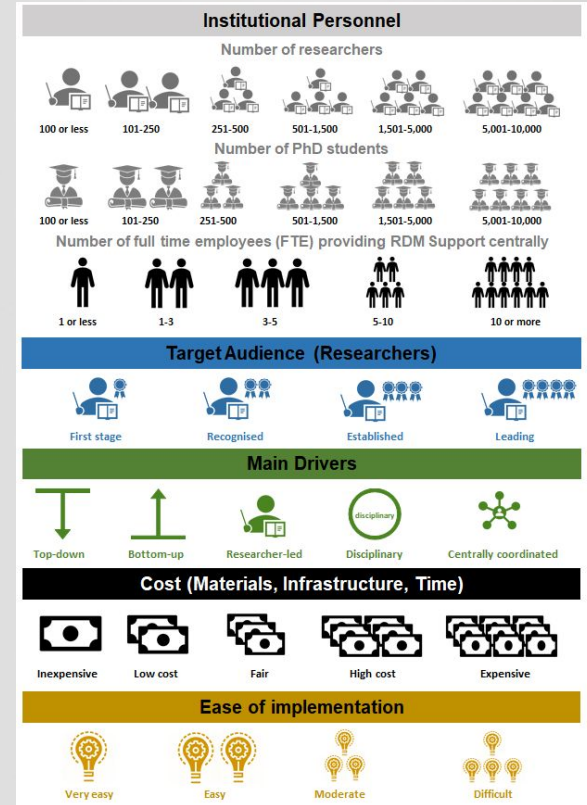 Institutional Personnel
Number of researchers
100 or less 101-250 251-500 501-1,500 1,501-5,000 5,001-10,000
Number of PhD students
100 or less 101-250 251-500 501-1,500 1,501-5,000 5,001-10,000
Number of full time employees (FTE) providing RDM Support centrally
1 or less 1-3 3-5 5-10 10 or more
Target Audience (Researchers)
First stage Recognised Established Leading
Main Drivers
disciplinary
Top-down Bottom-up Researcher-led Disciplinary Centrally coordinated
Cost (Materials, Infrastructure, Time)
Inexpensive Low cost Fair High cost Expensive
Ease of implementation
Very easy Easy Moderate Difficult